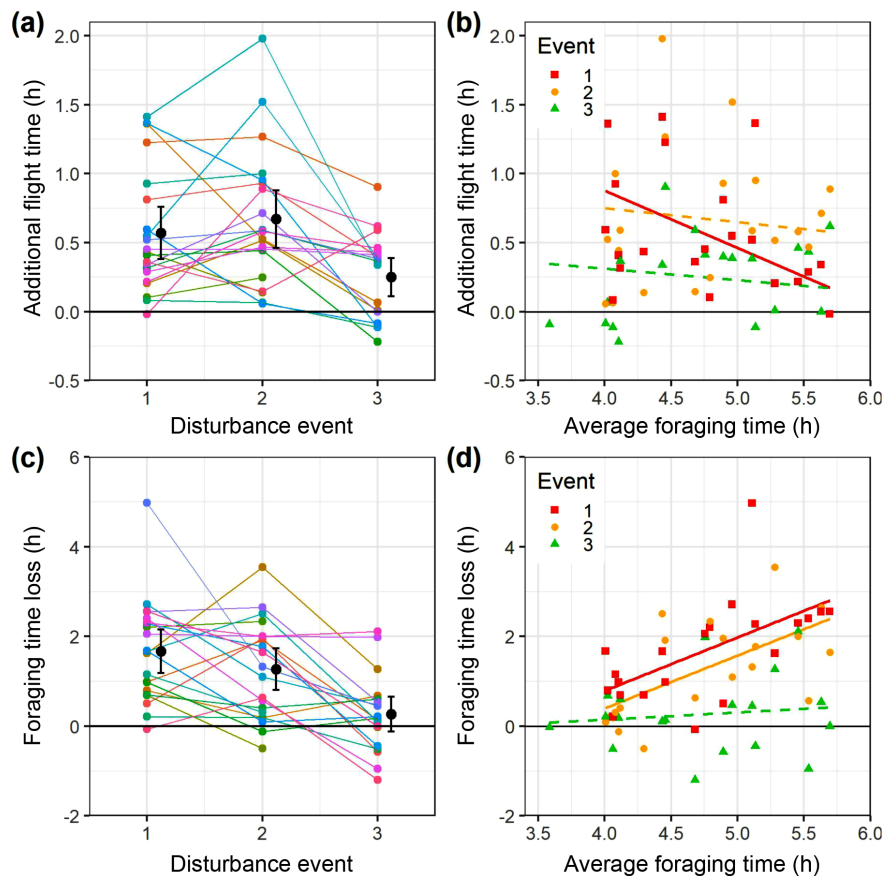 (a)
Additional flight time (h)
2.0
1.5
1.0
0.5
0.0
-0.5
1 2 3
Disturbance event
(b)
Additional flight time (h)
2.0
1.5
1.0
0.5
0.0
-0.5
Event
1
2
3
3.5 4.0 4.5 5.0 5.5 6.0
Average foraging time (h)
(c)
Foraging time loss (h)
6
4
2
0
-2
1 2 3
Disturbance event
(d)
Foraging time loss (h)
6
4
2
0
-2
Event
1
2
3
3.5 4.0 4.5 5.0 5.5 6.0
Average foraging time (h)